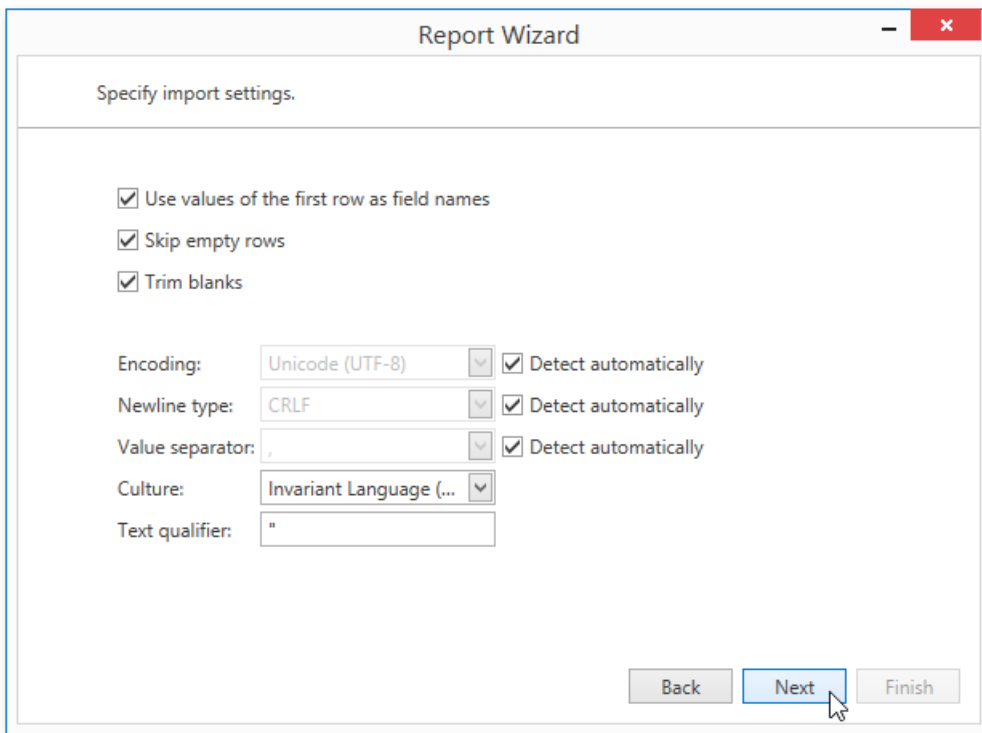 Report Wizard
Specify import settings.
Use values of the first row as field names
Skip empty rows
Trim blanks
Encoding: Unicode (UTF-8) Detect automatically
Newline type: CRLF Detect automatically
Value separator: , Detect automatically
Culture: Invariant Language (...
Text qualifier: "
Back Next Finish